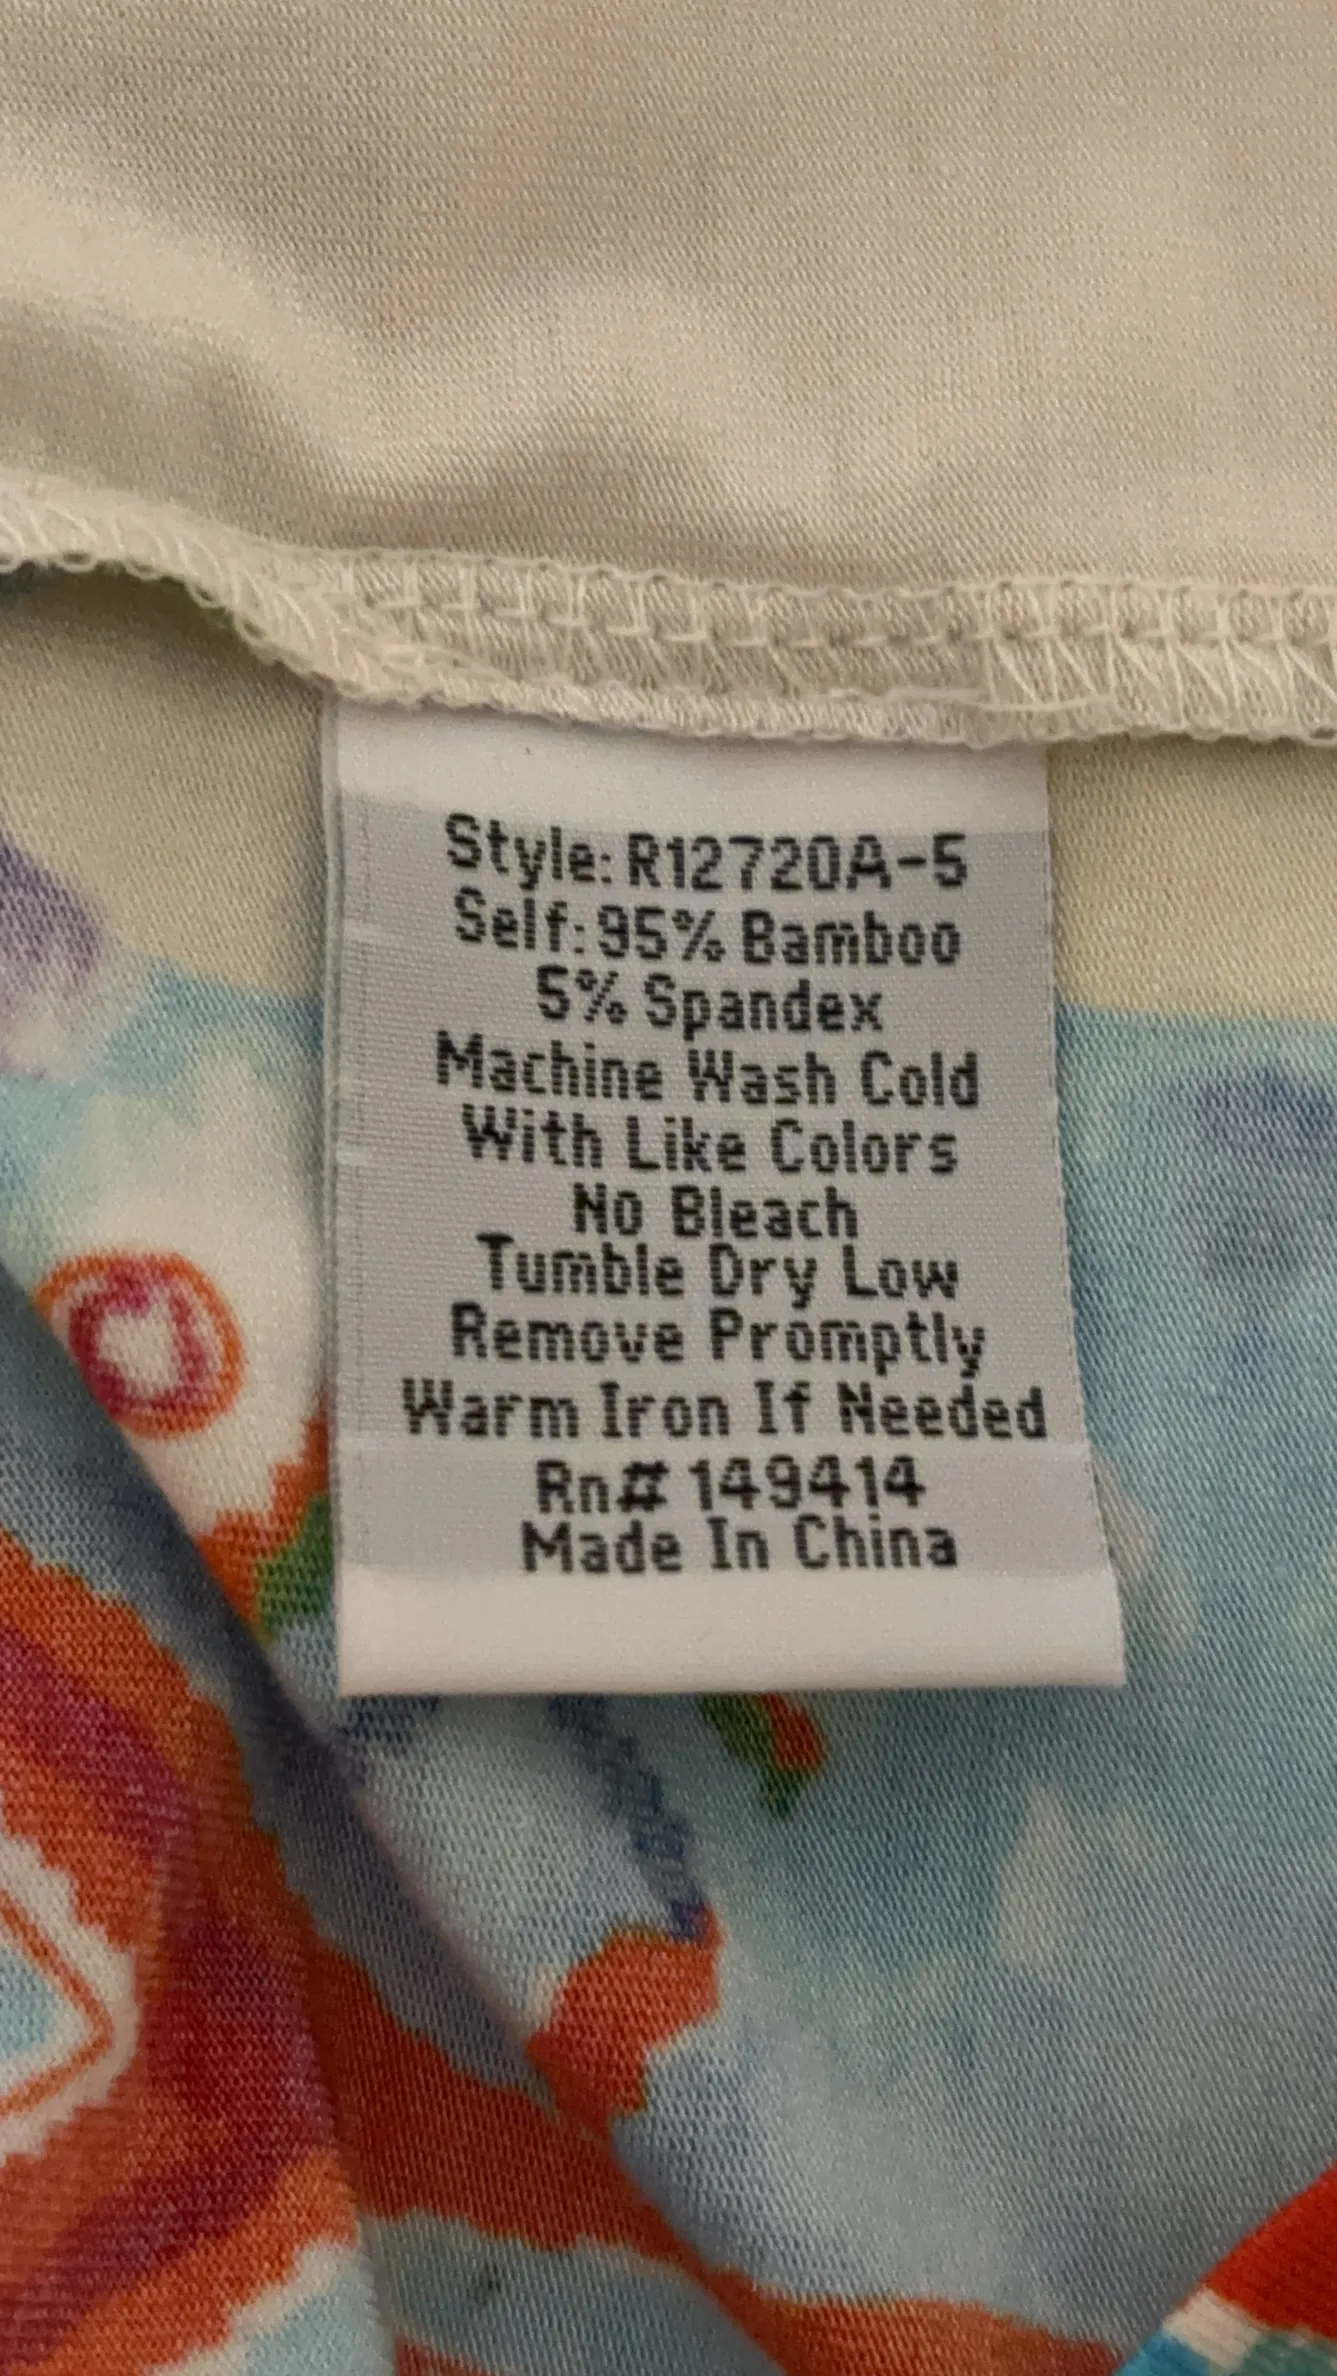 Style: R12720A-5
Self: 95% Bamboo
5% Spandex
Machine Wash Cold
With Like Colors
No Bleach
Tumble Dry Low
Remove Promptly
Warm Iron If Needed
Rn# 149414
Made In China